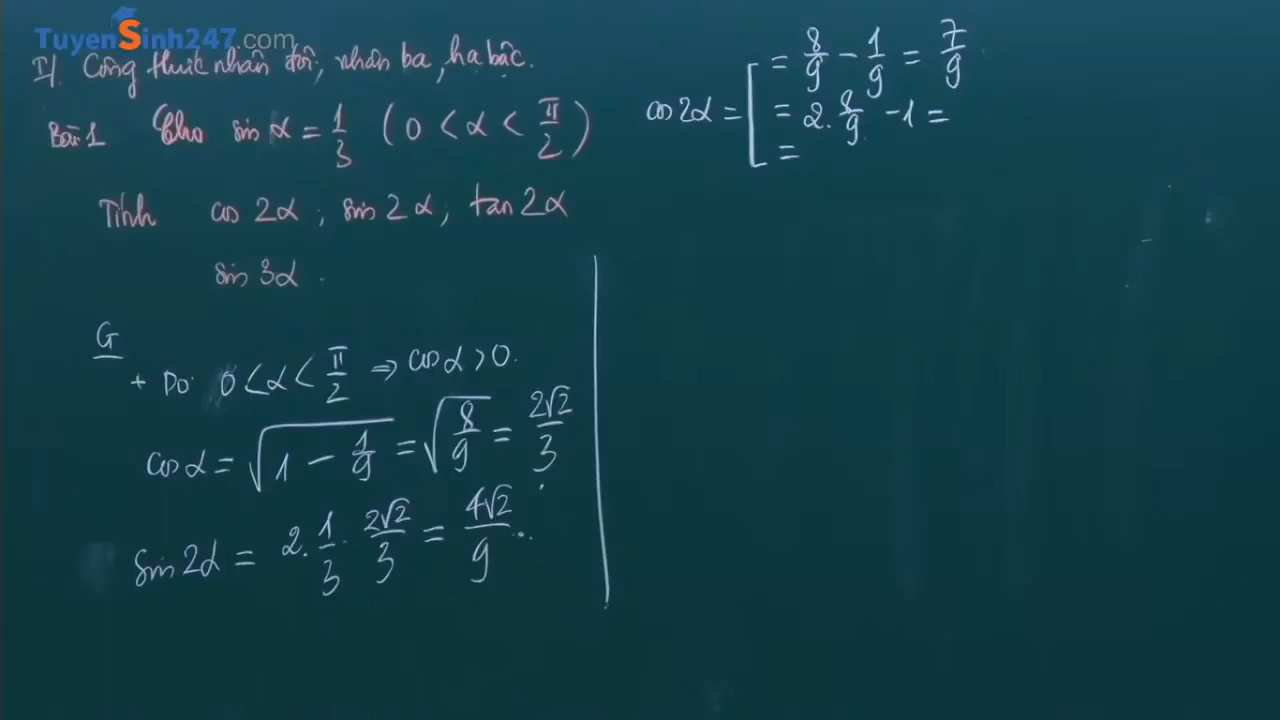 TuyenSinh247.com
II/ Công thức nhân đôi, nhân ba, hạ bậc.
Bài 1 Cho sin α = 1/3 (0 < α < π/2)
Tính cos 2α, sin 2α, tan 2α
sin 3α.
G
+ Do 0 < α < π/2 ⇒ cos α > 0.
cos α = √(1 − 1/9) = √(8/9) = 2√2/3.
sin 2α = 2. 1/3 . 2√2/3 = 4√2/9 ..
= 8/9 − 1/9 = 7/9.
cos 2α = [ = 2. 8/9 − 1 =
=